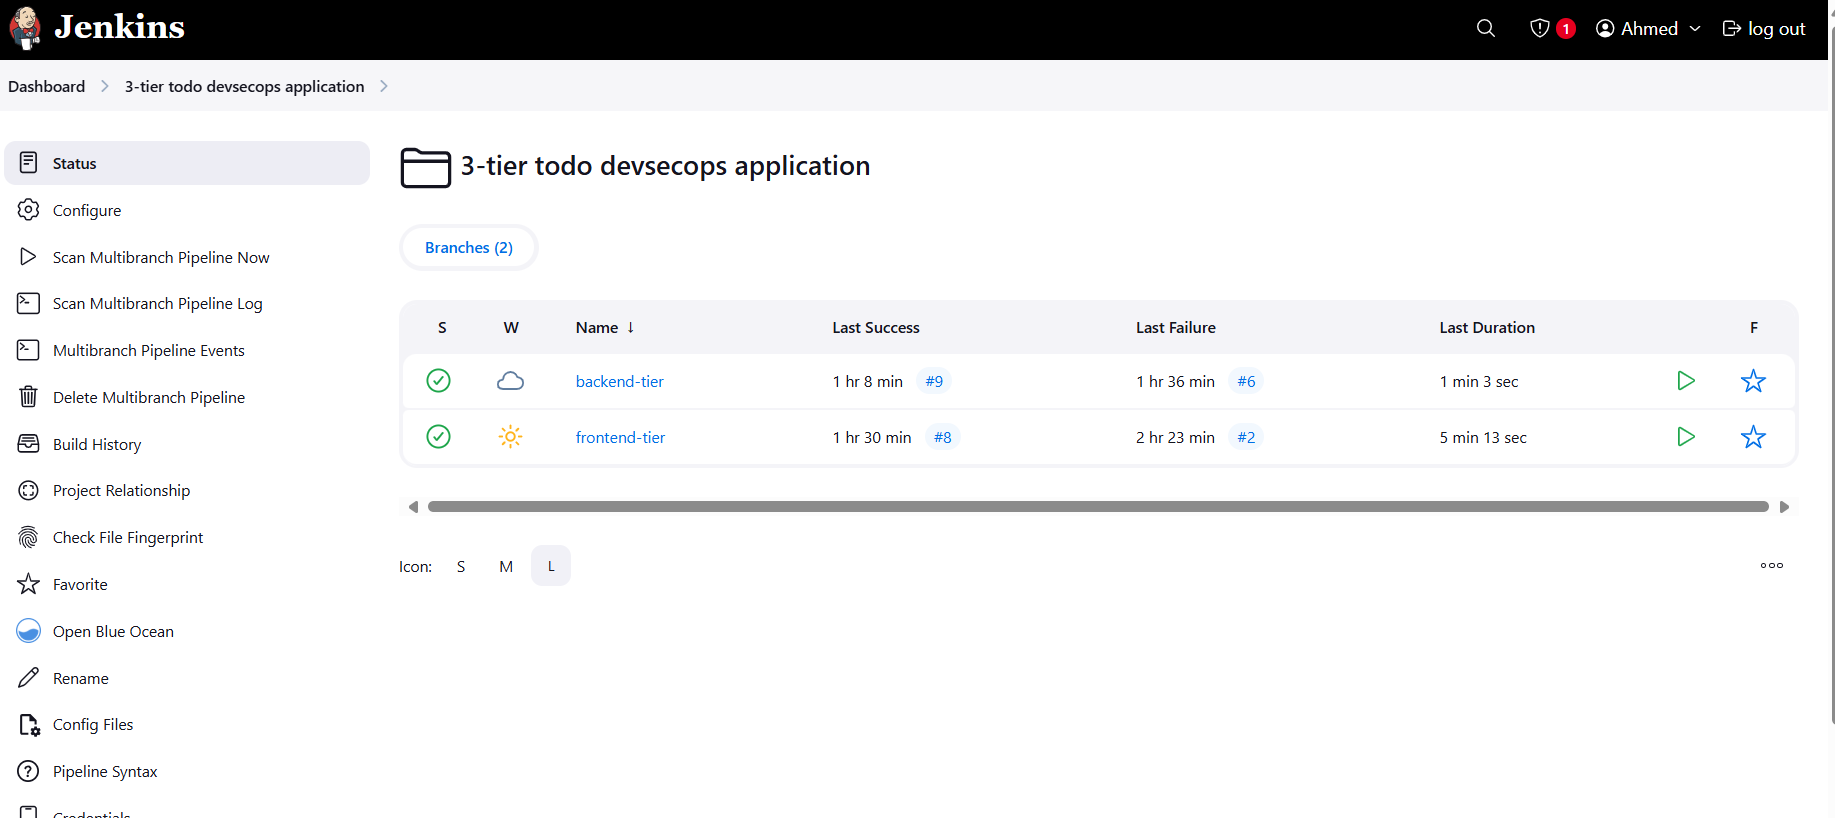 Jenkins
1
Ahmed
log out
Dashboard
3-tier todo devsecops application
Status
Configure
Scan Multibranch Pipeline Now
Scan Multibranch Pipeline Log
Multibranch Pipeline Events
Delete Multibranch Pipeline
Build History
Project Relationship
Check File Fingerprint
Favorite
Open Blue Ocean
Rename
Config Files
Pipeline Syntax
Credentials
3-tier todo devsecops application
Branches (2)
S W Name ↓ Last Success Last Failure Last Duration F
backend-tier 1 hr 8 min #9 1 hr 36 min #6 1 min 3 sec
frontend-tier 1 hr 30 min #8 2 hr 23 min #2 5 min 13 sec
Icon: S M L